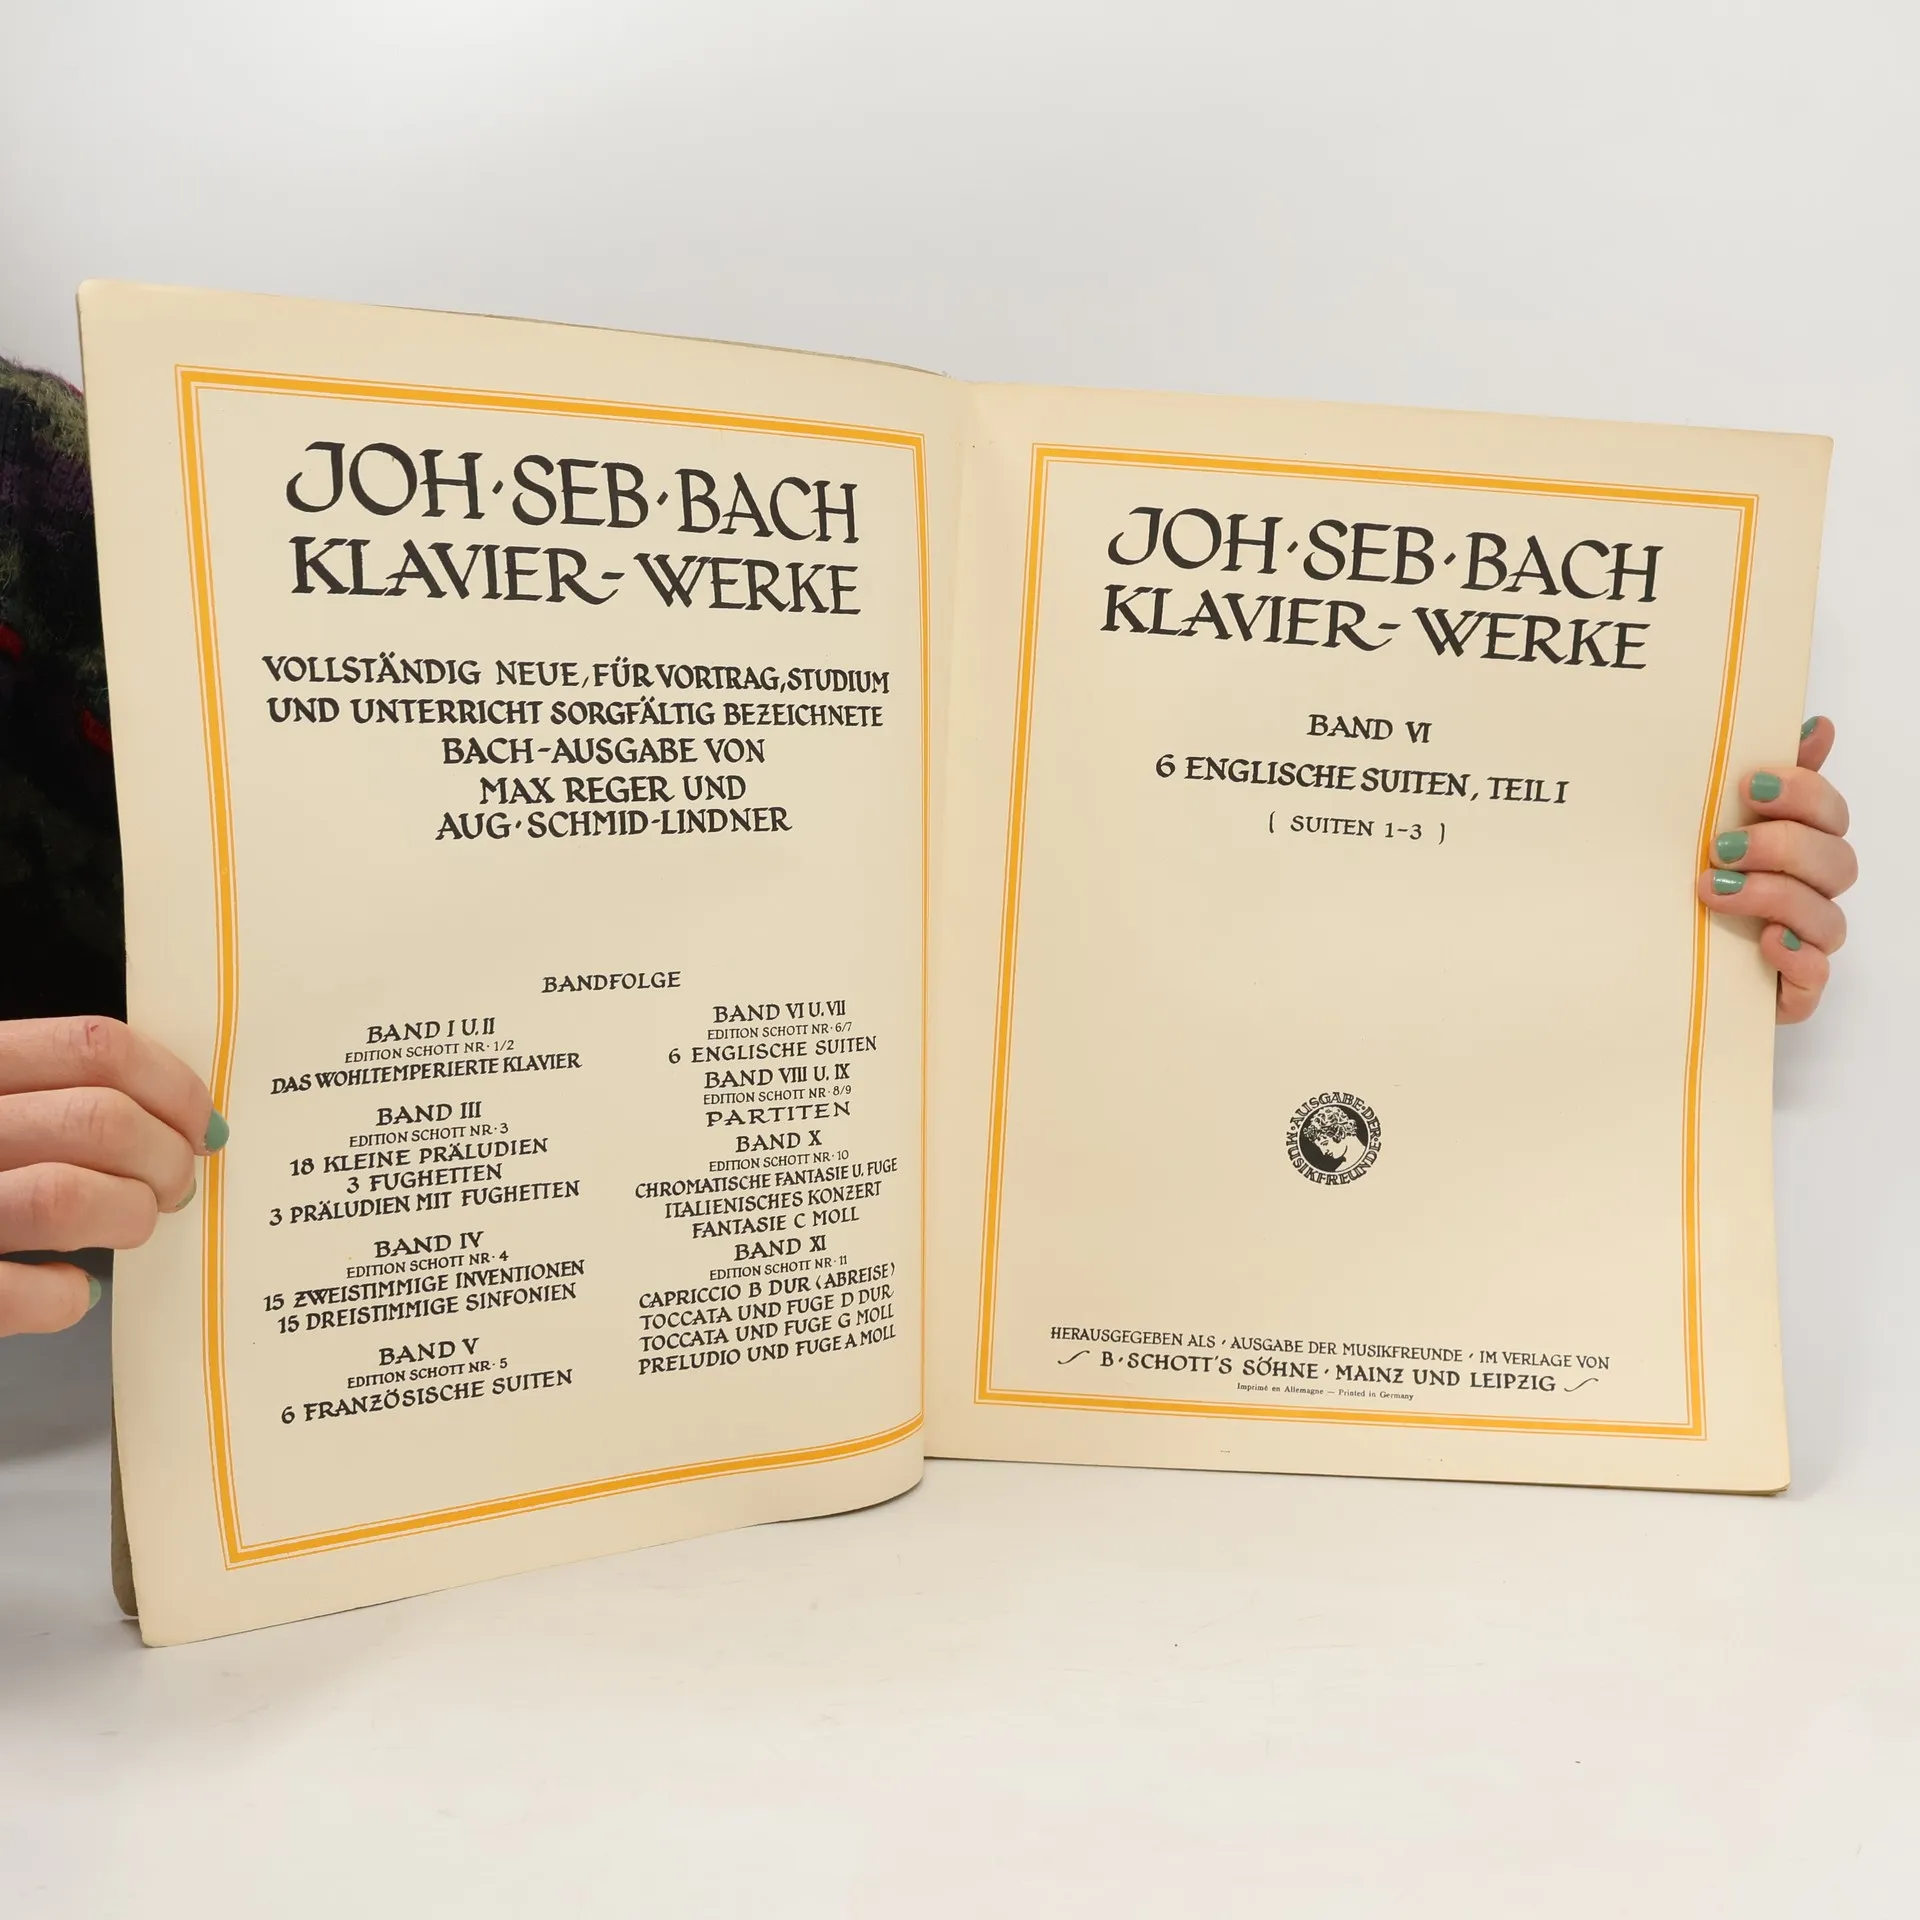 JOH · SEB · BACH
KLAVIER-WERKE
VOLLSTÄNDIG NEUE, FÜR VORTRAG, STUDIUM
UND UNTERRICHT SORGFÄLTIG BEZEICHNETE
BACH-AUSGABE VON
MAX REGER UND
AUG · SCHMID-LINDNER
BANDFOLGE
BAND I U. II
EDITION SCHOTT NR · 1/2
DAS WOHLTEMPERIERTE KLAVIER
BAND III
EDITION SCHOTT NR · 3
18 KLEINE PRÄLUDIEN
3 FUGHETTEN
3 PRÄLUDIEN MIT FUGHETTEN
BAND IV
EDITION SCHOTT NR · 4
15 ZWEISTIMMIGE INVENTIONEN
15 DREISTIMMIGE SINFONIEN
BAND V
EDITION SCHOTT NR · 5
6 FRANZÖSISCHE SUITEN
BAND VI U. VII
EDITION SCHOTT NR · 6/7
6 ENGLISCHE SUITEN
BAND VIII U. IX
EDITION SCHOTT NR · 8/9
PARTITEN
BAND X
EDITION SCHOTT NR · 10
CHROMATISCHE FANTASIE U. FUGE
ITALIENISCHES KONZERT
FANTASIE C MOLL
BAND XI
EDITION SCHOTT NR · 11
CAPRICCIO B DUR (ABREISE)
TOCCATA UND FUGE D DUR
TOCCATA UND FUGE G MOLL
PRELUDIO UND FUGE A MOLL
JOH · SEB · BACH
KLAVIER-WERKE
BAND VI
6 ENGLISCHE SUITEN, TEIL I
( SUITEN 1-3 )
AUSGABE · DER · MUSIKFREUNDE ·
HERAUSGEGEBEN ALS · AUSGABE DER MUSIKFREUNDE · IM VERLAGE VON
B · SCHOTT'S SÖHNE · MAINZ UND LEIPZIG
Imprimé en Allemagne — Printed in Germany